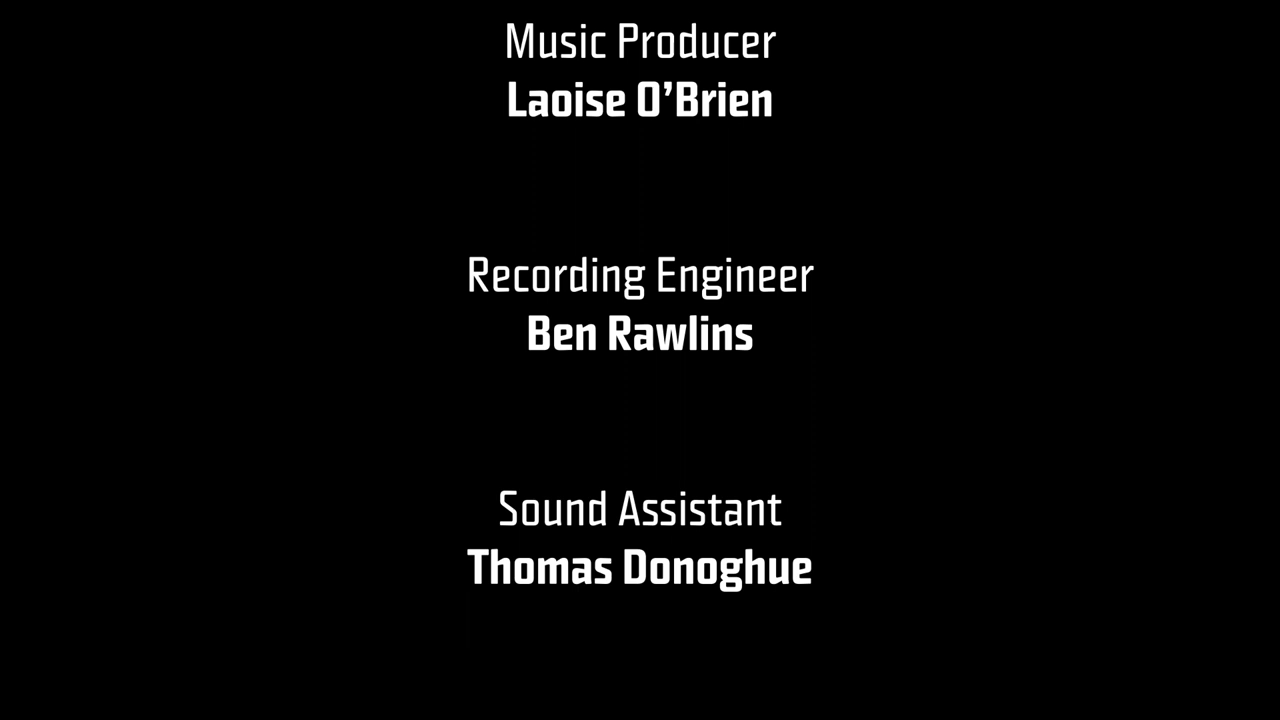 Music Producer
Laoise O’Brien
Recording Engineer
Ben Rawlins
Sound Assistant
Thomas Donoghue